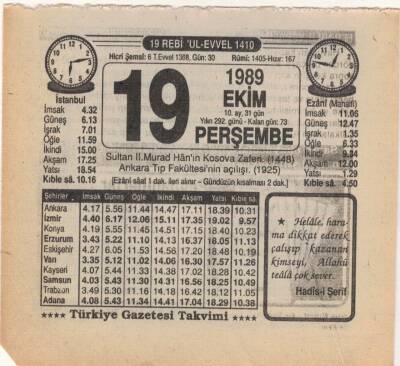 19 REBİ 'UL-EVVEL 1410
Hicri Şemsî: 6 T.Evvel 1368, Gün: 30 Rûmî: 1405-Hızır: 167
19
1989
EKİM
10. ay, 31 gün
Yılın 292. günü - Kalan gün: 73
PERŞEMBE
İstanbul
İmsak 4.32
Güneş 6.13
İşrak 7.01
Öğle 11.59
İkindi 15.00
Akşam 17.25
Yatsı 18.54
Kıble sâ. 10.16
Ezânî (Mahallî)
İmsak 11.06
Güneş 12.47
İşrak 1.35
Öğle 6.33
İkindi 9.34
Akşam 12.00
Yatsı 1.29
Kıble sâ. 4.50
Sultan II.Murad Hân'ın Kosova Zaferi. (1448)
Ankara Tıp Fakültesi'nin açılışı. (1925)
[Ezânî sâat 1 dak. ileri alınır – Gündüzün kısalması 2 dak.]
Şehirler İmsak Güneş Öğle İkindi Akşam Yatsı Kıble sâ
Ankara 4.17 5.56 11.44 14.47 17.11 18.39 10.31
İzmir 4.40 6.17 12.06 15.11 17.35 19.02 9.57
Konya 4.19 5.55 11.45 14.51 17.15 18.40 10.23
Erzurum 3.43 5.22 11.10 14.13 16.37 18.05 11.13
Eskişehir 4.27 6.05 11.53 14.56 17.20 18.48 10.19
Van 3.35 5.12 11.02 14.06 16.30 17.57 11.26
Kayseri 4.07 5.44 11.33 14.38 17.02 18.28 10.42
Samsun 4.03 5.43 11.30 14.31 16.56 18.25 10.49
Trabzon 3.49 5.30 11.16 14.18 16.42 18.12 11.05
Adana 4.08 5.43 11.34 14.41 17.04 18.29 10.38
★ Helâle, hara-
ma dikkat ederek
çalışıp kazanan
kimseyi, Allahü
teâlâ çok sever.
Hadîs-i Şerîf
★★★★ Türkiye Gazetesi Takvimi ★★★★